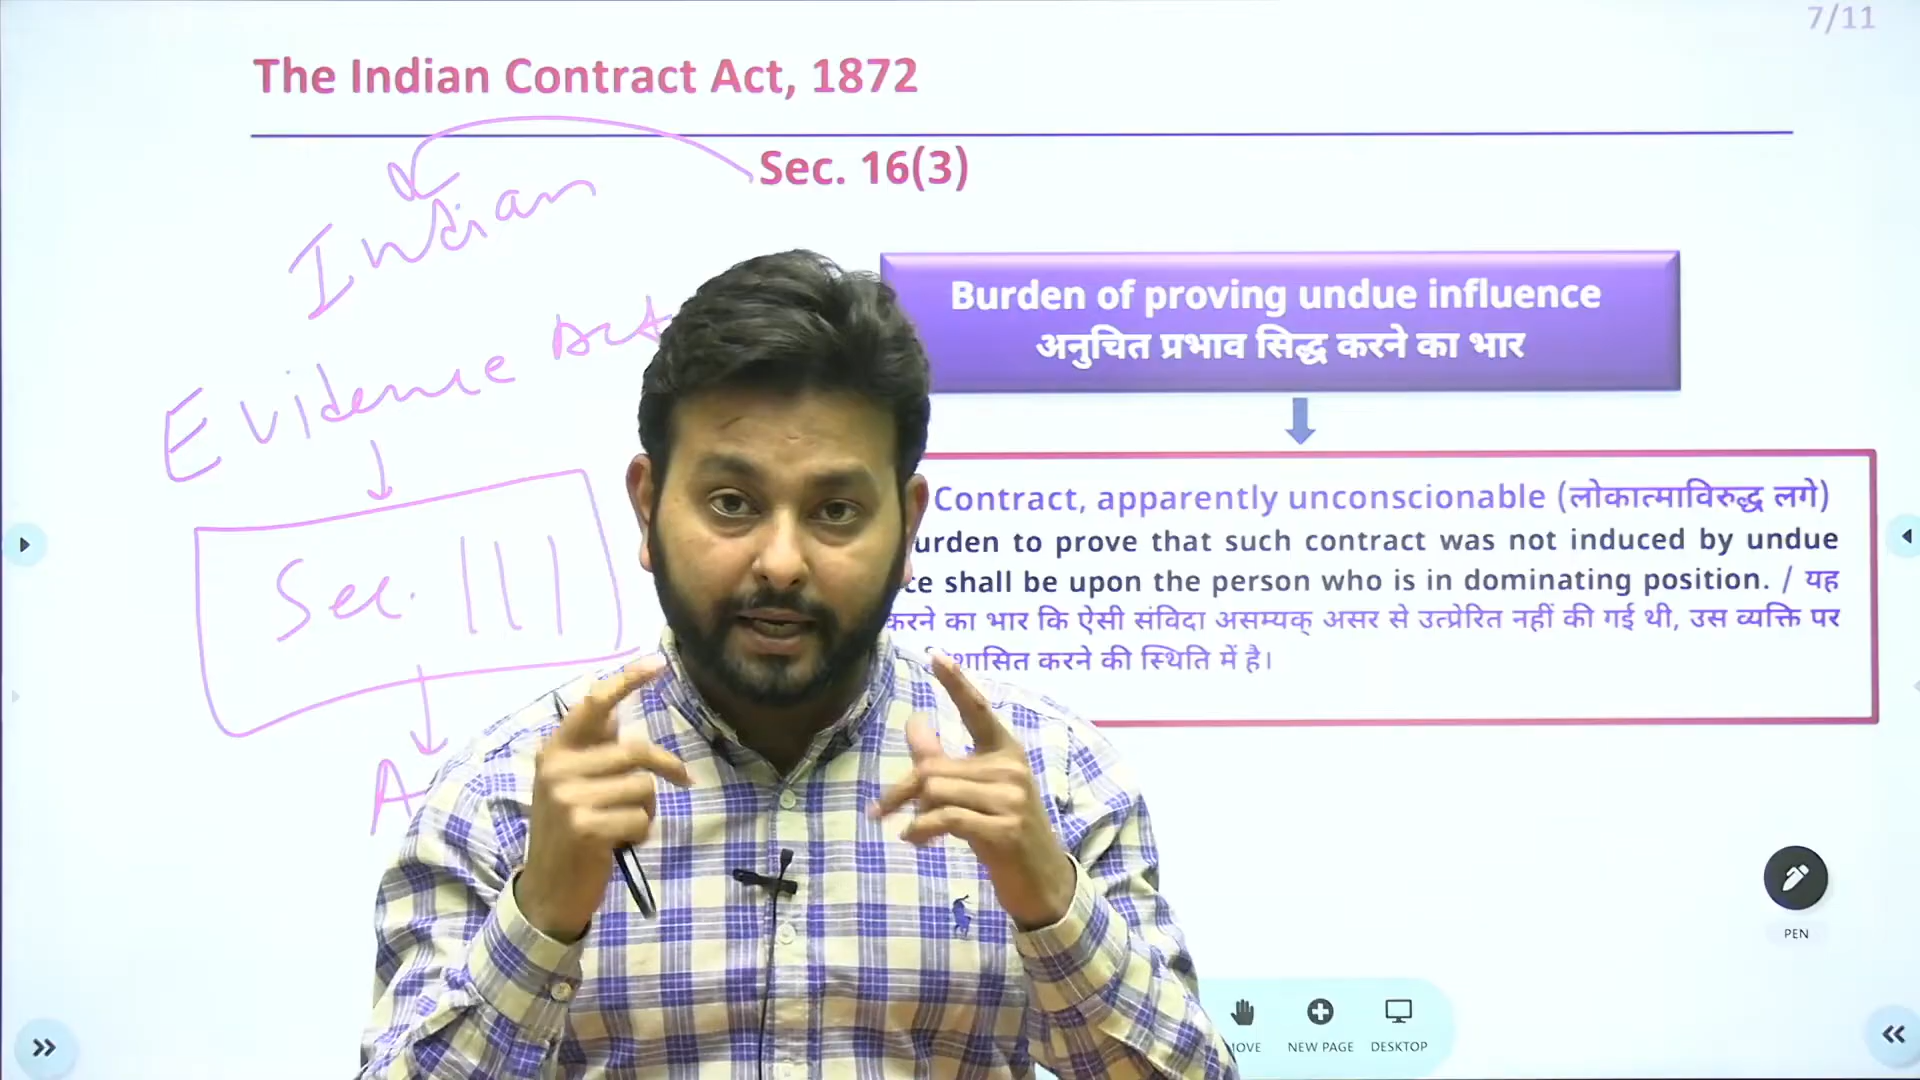 7/11
The Indian Contract Act, 1872
Sec. 16(3)
Indian
Evidence Act
Sec. 111
A
Burden of proving undue influence
अनुचित प्रभाव सिद्ध करने का भार
Contract, apparently unconscionable (लोकात्माविरुद्ध लगे)
to prove that such contract was not induced by undue
shall be upon the person who is in dominating position. / यह
करने का भार कि ऐसी संविदा असम्यक् असर से उत्प्रेरित नहीं की गई थी, उस व्यक्ति पर
करने की स्थिति में है।
PEN
NEW PAGE DESKTOP